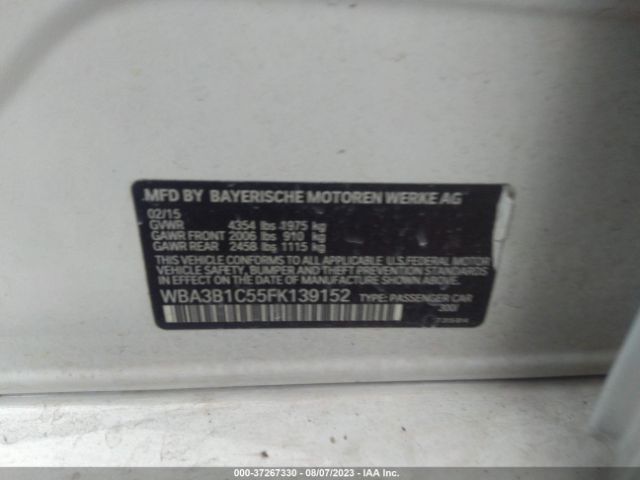 MFD BY BAYERISCHE MOTOREN WERKE AG
02/15
GVWR 4354 lbs 1975 kg
GAWR FRONT 2006 lbs 910 kg
GAWR REAR 2458 lbs 1115 kg
THIS VEHICLE CONFORMS TO ALL APPLICABLE U.S. FEDERAL MOTOR
VEHICLE SAFETY, BUMPER AND THEFT PREVENTION STANDARDS
IN EFFECT ON THE DATE OF MANUFACTURE SHOWN ABOVE.
WBA3B1C55FK139152 TYPE: PASSENGER CAR
000-37267330 - 08/07/2023 - IAA Inc.